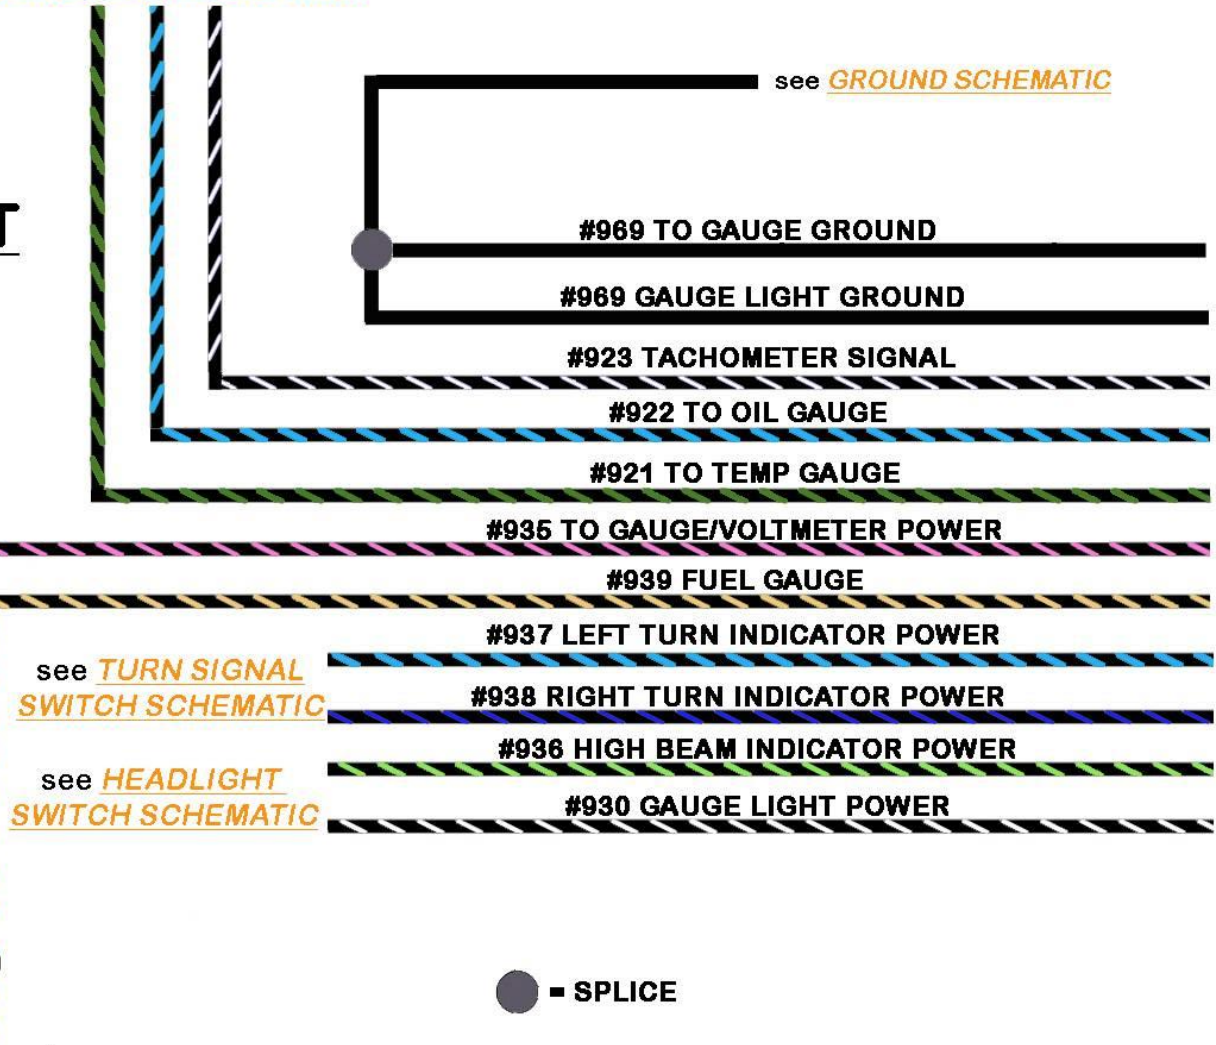 see GROUND SCHEMATIC
T
#969 TO GAUGE GROUND
#969 GAUGE LIGHT GROUND
#923 TACHOMETER SIGNAL
#922 TO OIL GAUGE
#921 TO TEMP GAUGE
#935 TO GAUGE/VOLTMETER POWER
#939 FUEL GAUGE
#937 LEFT TURN INDICATOR POWER
see TURN SIGNAL
SWITCH SCHEMATIC
#938 RIGHT TURN INDICATOR POWER
#936 HIGH BEAM INDICATOR POWER
see HEADLIGHT
SWITCH SCHEMATIC
#930 GAUGE LIGHT POWER
= SPLICE